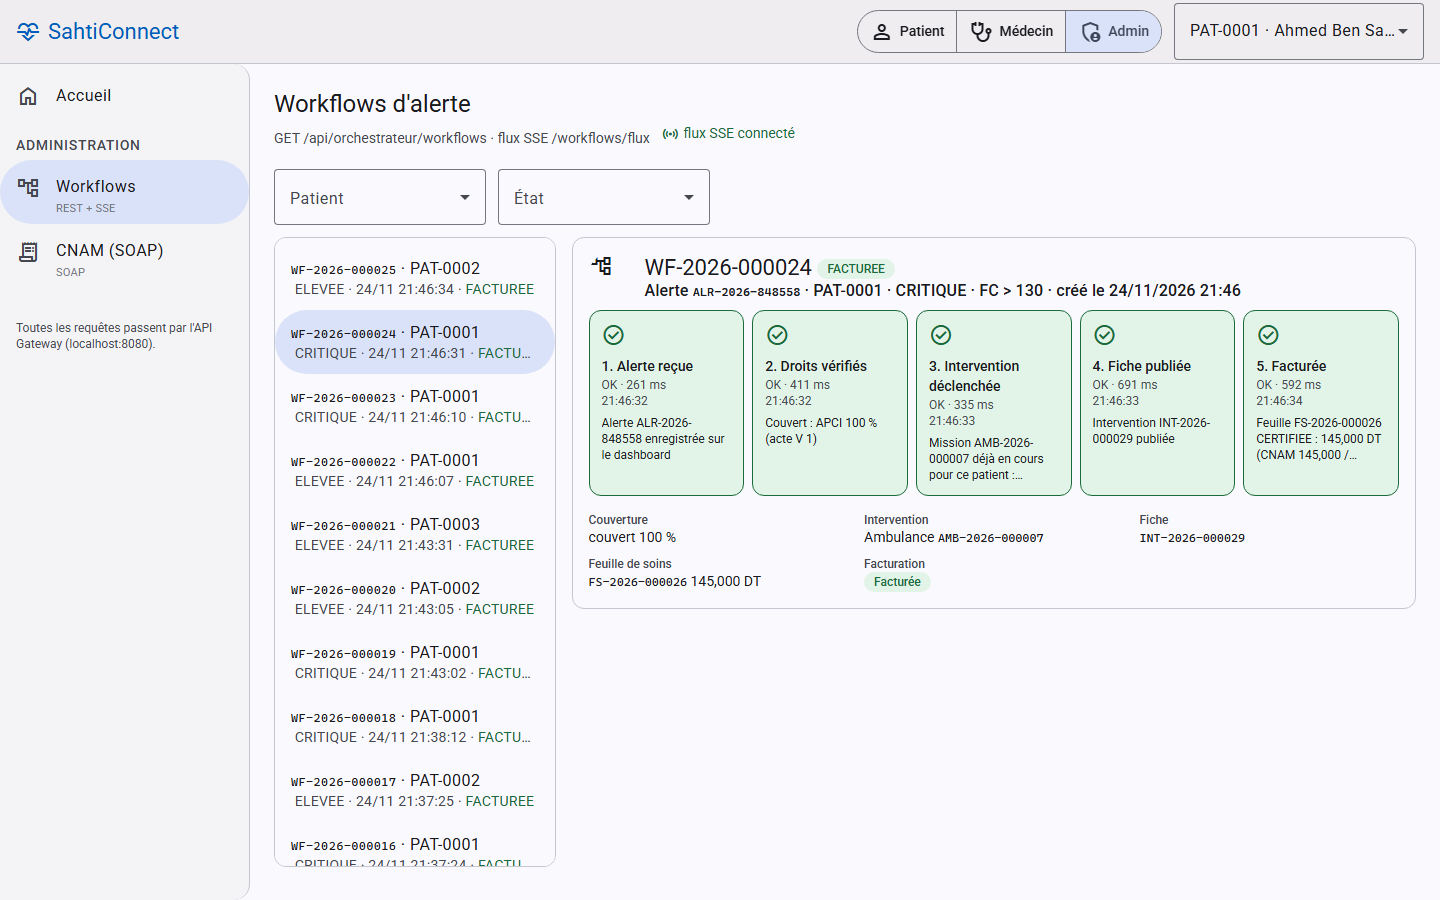 SahtiConnect
Patient
Médecin
Admin
PAT-0001 · Ahmed Ben Sa...
Accueil
ADMINISTRATION
Workflows
REST + SSE
CNAM (SOAP)
SOAP
Toutes les requêtes passent par l'API
Gateway (localhost:8080).
Workflows d'alerte
GET /api/orchestrateur/workflows · flux SSE /workflows/flux
flux SSE connecté
Patient
État
WF-2026-000025 · PAT-0002
ELEVEE · 24/11 21:46:34 · FACTUREE
WF-2026-000024 · PAT-0001
CRITIQUE · 24/11 21:46:31 · FACTU...
WF-2026-000023 · PAT-0001
CRITIQUE · 24/11 21:46:10 · FACTU...
WF-2026-000022 · PAT-0001
ELEVEE · 24/11 21:46:07 · FACTUREE
WF-2026-000021 · PAT-0003
ELEVEE · 24/11 21:43:31 · FACTUREE
WF-2026-000020 · PAT-0002
ELEVEE · 24/11 21:43:05 · FACTUREE
WF-2026-000019 · PAT-0001
CRITIQUE · 24/11 21:43:02 · FACTU...
WF-2026-000018 · PAT-0001
CRITIQUE · 24/11 21:38:12 · FACTU...
WF-2026-000017 · PAT-0002
ELEVEE · 24/11 21:37:25 · FACTUREE
WF-2026-000016 · PAT-0001
CRITIQUE · 24/11 21:37:24 · FACTU...
WF-2026-000024 FACTUREE
Alerte ALR-2026-848558 · PAT-0001 · CRITIQUE · FC > 130 · créé le 24/11/2026 21:46
1. Alerte reçue
OK · 261 ms
21:46:32
Alerte ALR-2026-
848558 enregistrée sur
le dashboard
2. Droits vérifiés
OK · 411 ms
21:46:32
Couvert : APCI 100 %
(acte V 1)
3. Intervention
déclenchée
OK · 335 ms
21:46:33
Mission AMB-2026-
000007 déjà en cours
pour ce patient :...
4. Fiche publiée
OK · 691 ms
21:46:33
Intervention INT-2026-
000029 publiée
5. Facturée
OK · 592 ms
21:46:34
Feuille FS-2026-000026
CERTIFIEE : 145,000 DT
(CNAM 145,000 /...
Couverture
couvert 100 %
Intervention
Ambulance AMB-2026-000007
Fiche
INT-2026-000029
Feuille de soins
FS-2026-000026 145,000 DT
Facturation
Facturée